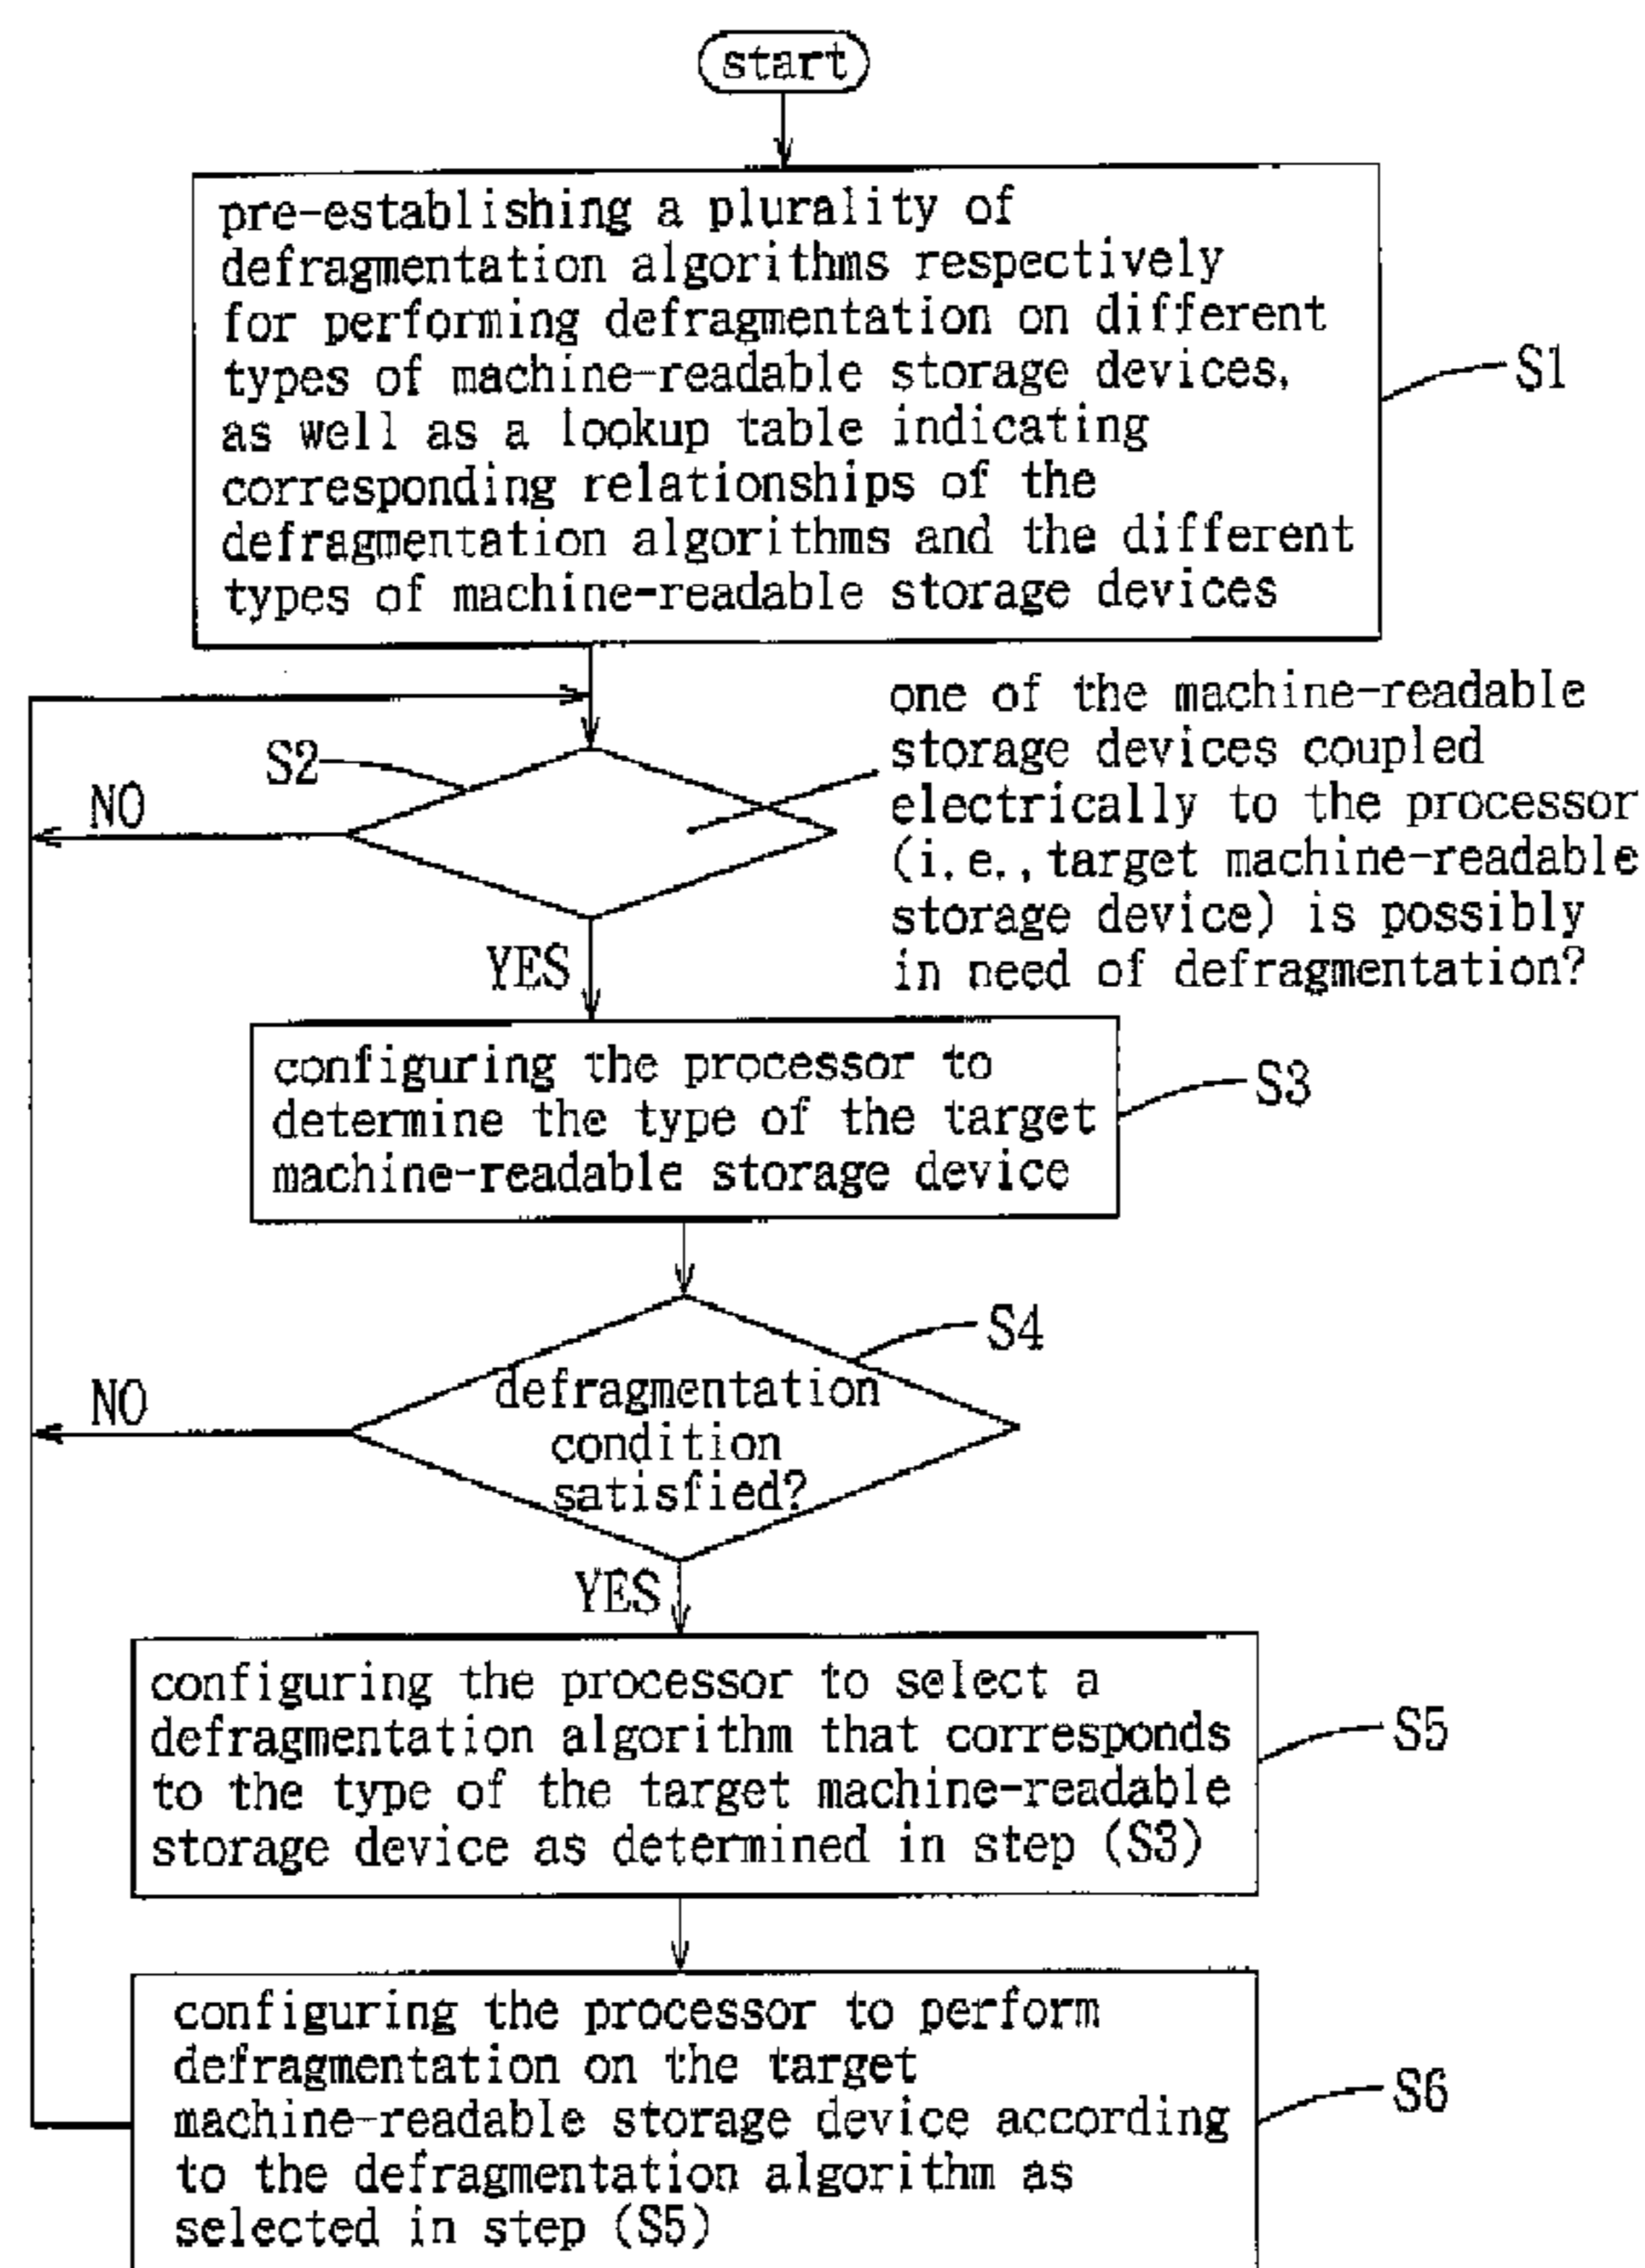 start
pre-establishing a plurality of
defragmentation algorithms respectively
for performing defragmentation on different
types of machine-readable storage devices,
as well as a lookup table indicating
corresponding relationships of the
defragmentation algorithms and the different
types of machine-readable storage devices
S1
one of the machine-readable
storage devices coupled
electrically to the processor
(i.e., target machine-readable
storage device) is possibly
in need of defragmentation?
S2
NO
YES
configuring the processor to
determine the type of the target
machine-readable storage device
S3
defragmentation
condition
satisfied?
S4
NO
YES
configuring the processor to select a
defragmentation algorithm that corresponds
to the type of the target machine-readable
storage device as determined in step (S3)
S5
configuring the processor to perform
defragmentation on the target
machine-readable storage device according
to the defragmentation algorithm as
selected in step (S5)
S6